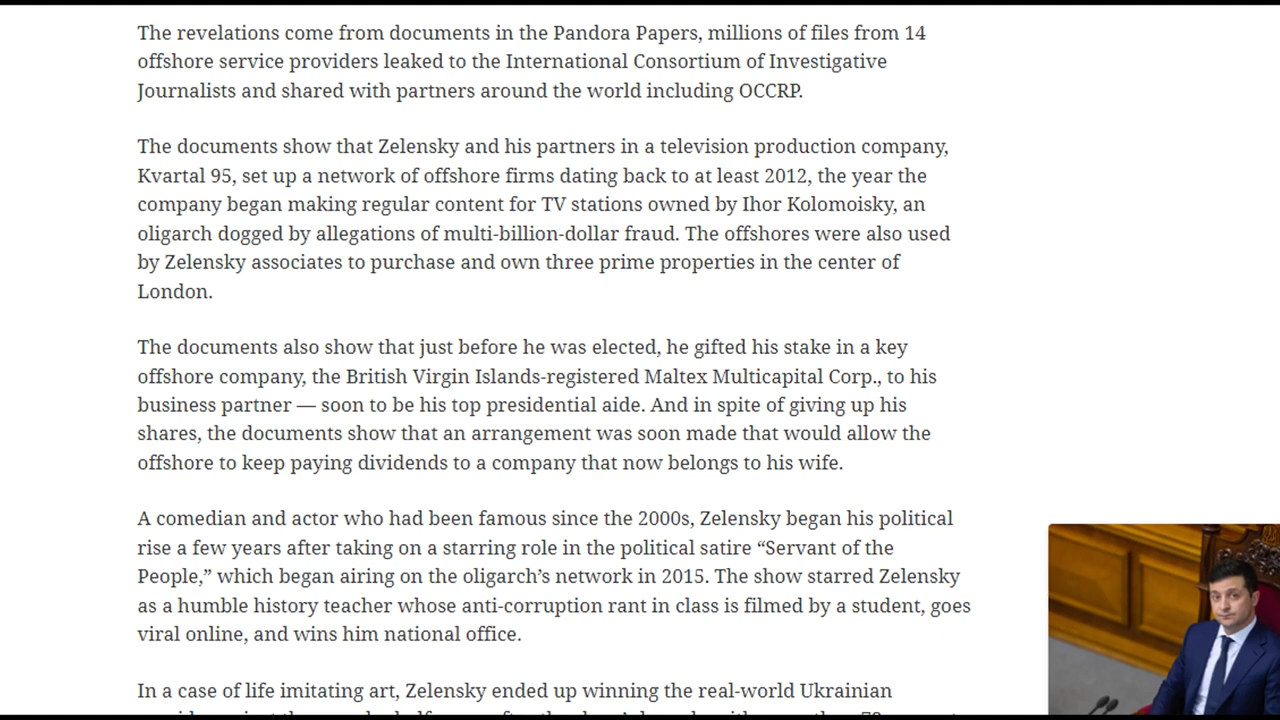 The revelations come from documents in the Pandora Papers, millions of files from 14
offshore service providers leaked to the International Consortium of Investigative
Journalists and shared with partners around the world including OCCRP.
The documents show that Zelensky and his partners in a television production company,
Kvartal 95, set up a network of offshore firms dating back to at least 2012, the year the
company began making regular content for TV stations owned by Ihor Kolomoisky, an
oligarch dogged by allegations of multi-billion-dollar fraud. The offshores were also used
by Zelensky associates to purchase and own three prime properties in the center of
London.
The documents also show that just before he was elected, he gifted his stake in a key
offshore company, the British Virgin Islands-registered Maltex Multicapital Corp., to his
business partner — soon to be his top presidential aide. And in spite of giving up his
shares, the documents show that an arrangement was soon made that would allow the
offshore to keep paying dividends to a company that now belongs to his wife.
A comedian and actor who had been famous since the 2000s, Zelensky began his political
rise a few years after taking on a starring role in the political satire “Servant of the
People,” which began airing on the oligarch’s network in 2015. The show starred Zelensky
as a humble history teacher whose anti-corruption rant in class is filmed by a student, goes
viral online, and wins him national office.
In a case of life imitating art, Zelensky ended up winning the real-world Ukrainian